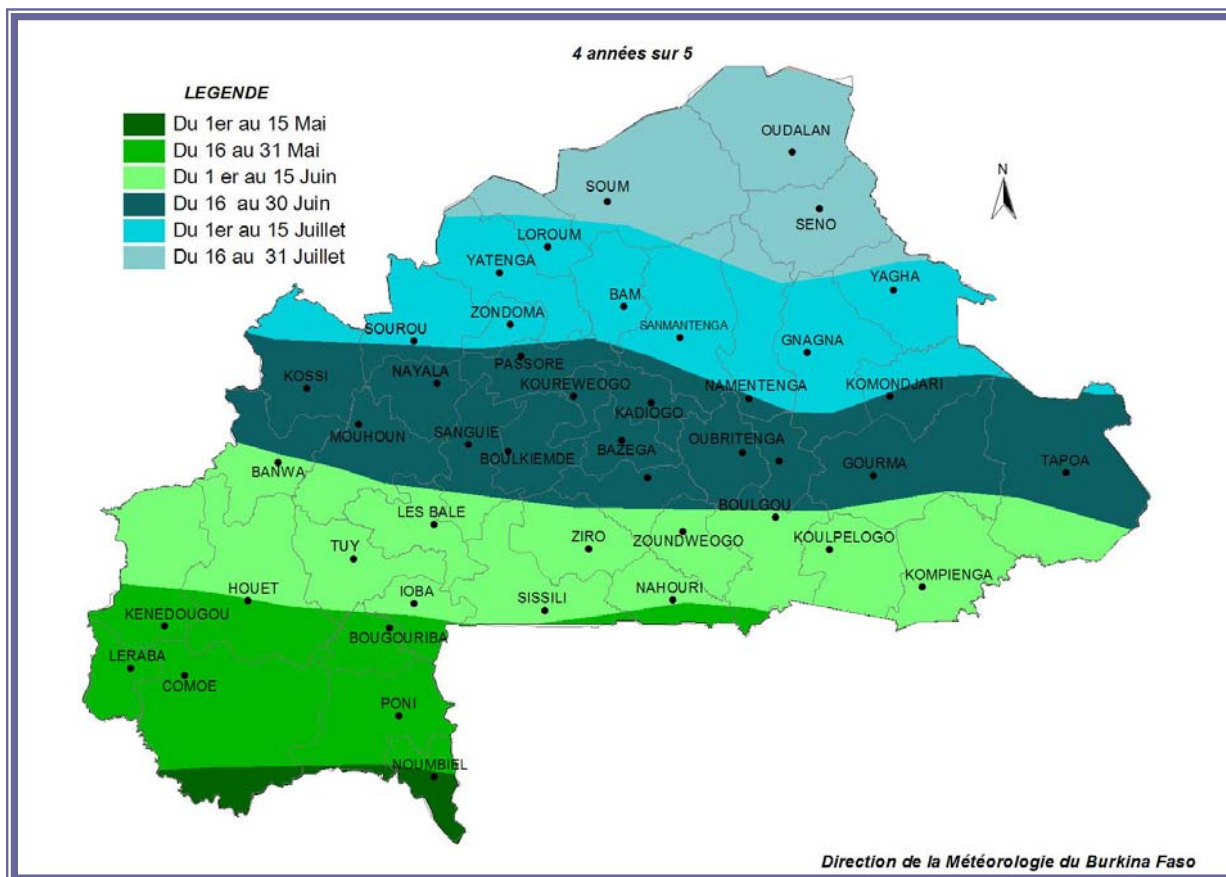 4 années sur 5
LEGENDE
Du 1er au 15 Mai
Du 16 au 31 Mai
Du 1 er au 15 Juin
Du 16 au 30 Juin
Du 1er au 15 Juillet
Du 16 au 31 Juillet
N
OUDALAN
SOUM
SENO
LOROUM
YATENGA
YAGHA
BAM
ZONDOMA
SANMANTENGA
SOUROU
GNAGNA
PASSORE
KOSSI
NAYALA
KOUREWEOGO
NAMENTENGA
KOMONDJARI
KADIOGO
MOUHOUN
SANGUIE
BAZEGA
OUBRITENGA
BOULKIEMDE
GOURMA
TAPOA
BANWA
LES BALE
BOULGOU
TUY
ZIRO
ZOUNDWEOGO
KOULPELOGO
KOMPIENGA
HOUET
IOBA
SISSILI
NAHOURI
KENEDOUGOU
BOUGOURIBA
LERABA
COMOE
PONI
NOUMBIEL
Direction de la Météorologie du Burkina Faso